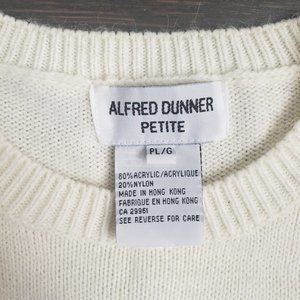 ALFRED DUNNER
PETITE
PL/G
80%ACRYLIC/ACRYLIQUE
20%NYLON
MADE IN HONG KONG
FABRIQUE EN HONG KONG
CA 29951
SEE REVERSE FOR CARE